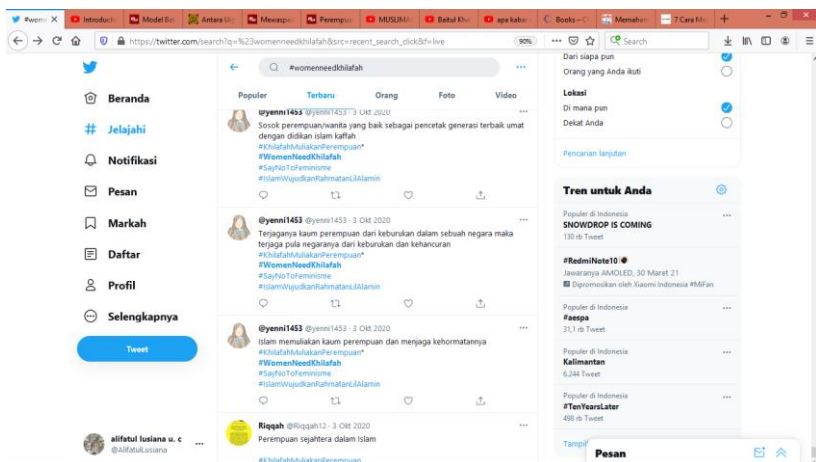 #wome
Introducti
Model Bel
Antara Ulg
Mewaspac
Perempua
MUSLIMA
Baitul Khit
apa kabar
Books – Cl
Memahan
7 Cara Me
https://twitter.com/search?q=%23womenneedkhilafah&src=recent_search_click&f=live
90%
Search
#womenneedkhilafah
Populer
Terbaru
Orang
Foto
Video
Beranda
Jelajahi
Notifikasi
Pesan
Markah
Daftar
Profil
Selengkapnya
Tweet
alifatul lusiana u. c
@AlifatulLusiana
@yenni1453 @yenni1453 · 3 Okt 2020
Sosok perempuan/wanita yang baik sebagai pencetak generasi terbaik umat
dengan didikan islam kaffah
#KhilafahMuliakanPerempuan*
#WomenNeedKhilafah
#SayNoToFeminisme
#IslamWujudkanRahmatanLilAlamin
@yenni1453 @yenni1453 · 3 Okt 2020
Terjaganya kaum perempuan dari keburukan dalam sebuah negara maka
terjaga pula negaranya dari keburukan dan kehancuran
#KhilafahMuliakanPerempuan*
#WomenNeedKhilafah
#SayNoToFeminisme
#IslamWujudkanRahmatanLilAlamin
@yenni1453 @yenni1453 · 3 Okt 2020
Islam memuliakan kaum perempuan dan menjaga kehormatannya
#KhilafahMuliakanPerempuan*
#WomenNeedKhilafah
#SayNoToFeminisme
#IslamWujudkanRahmatanLilAlamin
Riqqah @Riqqah12 · 3 Okt 2020
Perempuan sejahtera dalam Islam
#KhilafahMuliakanPerempuan
Dari siapa pun
Orang yang Anda ikuti
Lokasi
Di mana pun
Dekat Anda
Pencarian lanjutan
Tren untuk Anda
Populer di Indonesia
SNOWDROP IS COMING
130 rb Tweet
#RedmiNote10
Jawaranya AMOLED, 30 Maret 21
Dipromosikan oleh Xiaomi Indonesia #MiFan
Populer di Indonesia
#aespa
31,1 rb Tweet
Populer di Indonesia
Kalimantan
6.244 Tweet
Populer di Indonesia
#TenYearsLater
498 rb Tweet
Tampil
Pesan